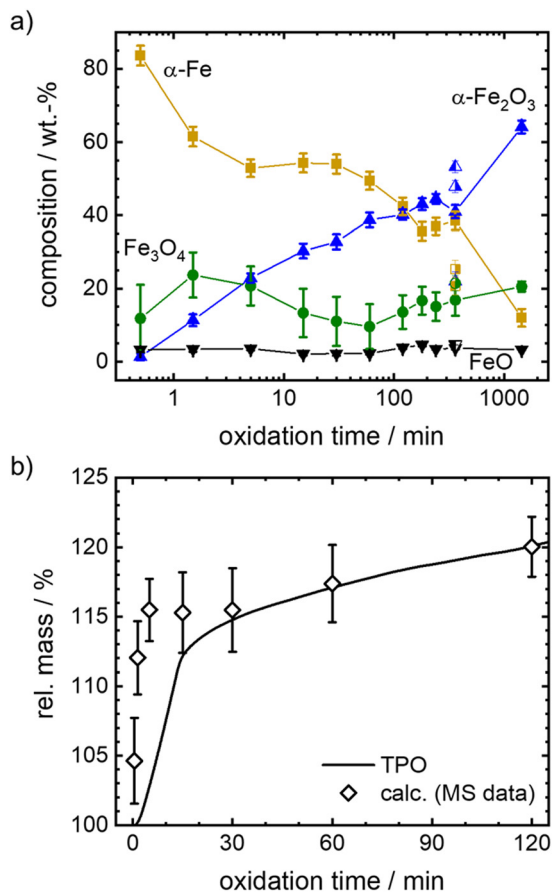 a)
composition / wt.-%
80
60
40
20
0
α-Fe
α-Fe₂O₃
Fe₃O₄
FeO
1
10
100
1000
oxidation time / min
b)
rel. mass / %
125
120
115
110
105
100
TPO
calc. (MS data)
0
30
60
90
120
oxidation time / min